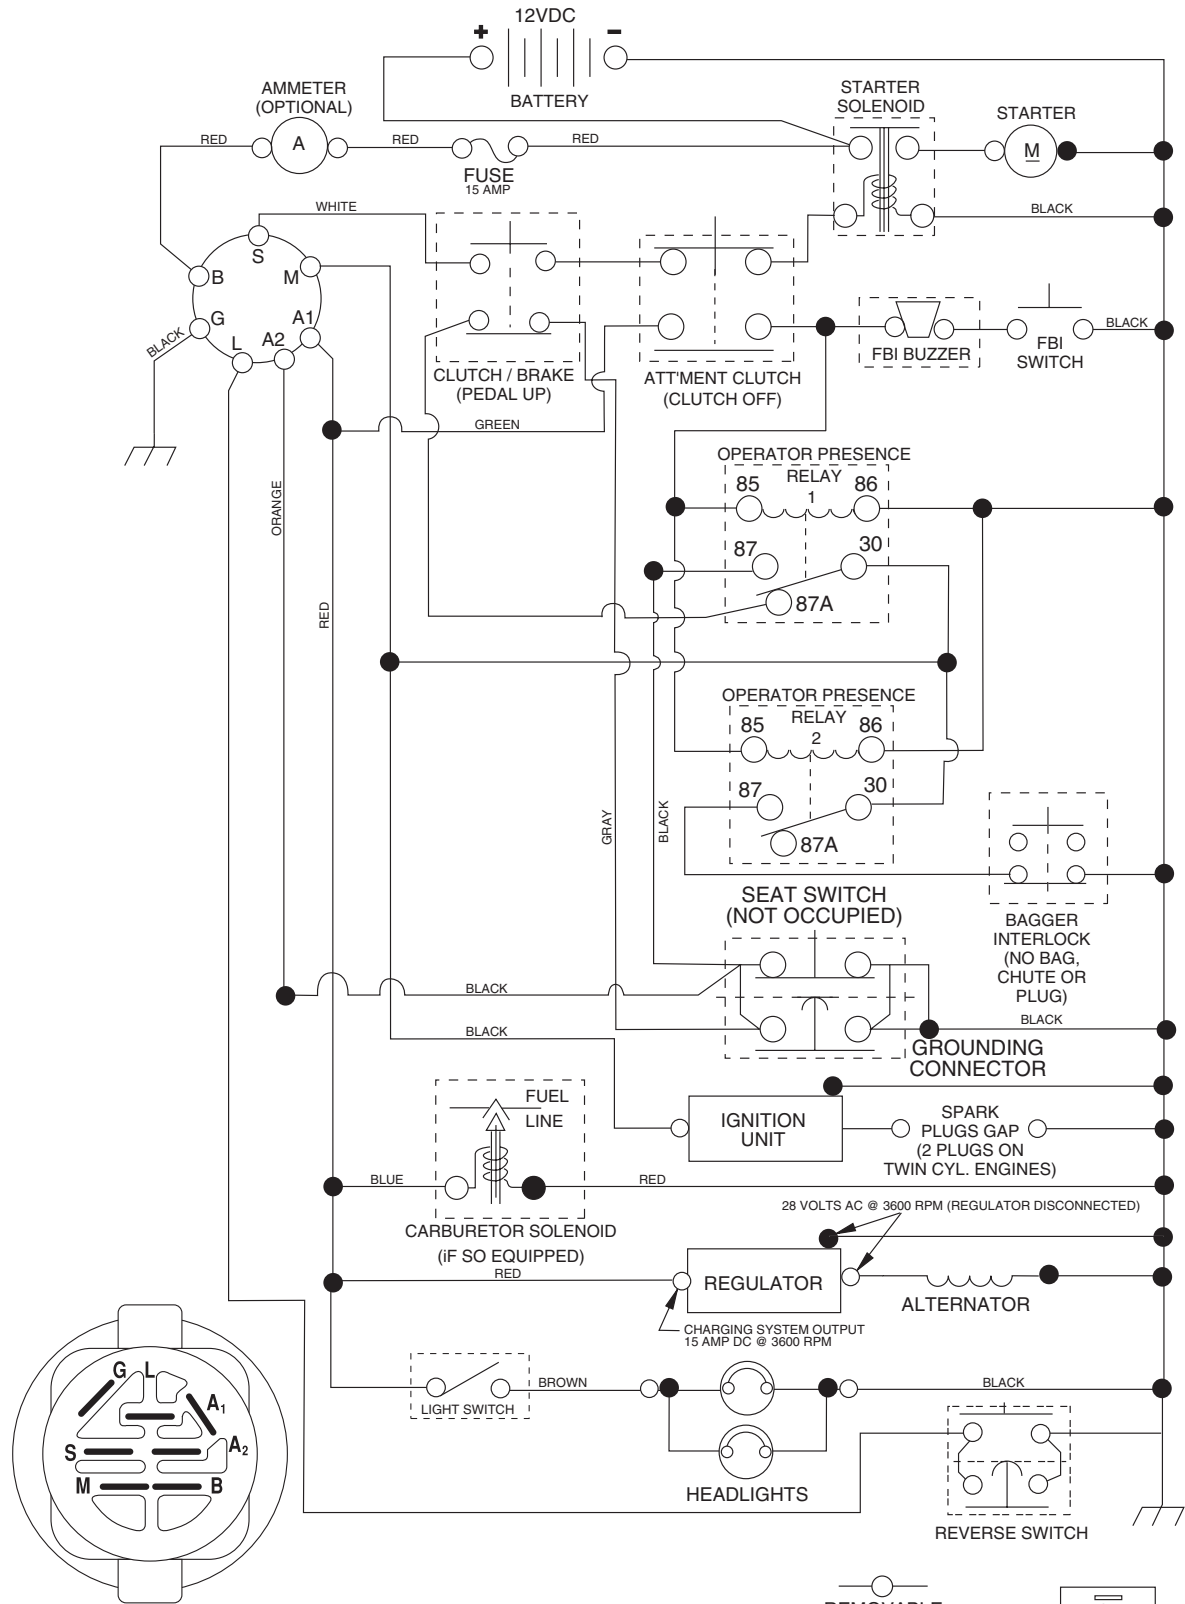 12VDC
+
-
BATTERY
AMMETER
(OPTIONAL)
A
RED
RED
FUSE
15 AMP
RED
STARTER
SOLENOID
STARTER
M
BLACK
WHITE
S
B
M
G
A1
L
A2
BLACK
CLUTCH / BRAKE
(PEDAL UP)
ATT'MENT CLUTCH
(CLUTCH OFF)
FBI BUZZER
FBI
SWITCH
BLACK
GREEN
ORANGE
RED
OPERATOR PRESENCE
RELAY
1
85
86
87
30
87A
OPERATOR PRESENCE
RELAY
2
85
86
87
30
87A
GRAY
BLACK
BAGGER
INTERLOCK
(NO BAG,
CHUTE OR
PLUG)
SEAT SWITCH
(NOT OCCUPIED)
BLACK
BLACK
BLACK
GROUNDING
CONNECTOR
FUEL
LINE
IGNITION
UNIT
SPARK
PLUGS GAP
(2 PLUGS ON
TWIN CYL. ENGINES)
BLUE
RED
CARBURETOR SOLENOID
(iF SO EQUIPPED)
28 VOLTS AC @ 3600 RPM (REGULATOR DISCONNECTED)
RED
REGULATOR
ALTERNATOR
CHARGING SYSTEM OUTPUT
15 AMP DC @ 3600 RPM
LIGHT SWITCH
BROWN
BLACK
HEADLIGHTS
REVERSE SWITCH
G
L
A1
A2
S
M
B